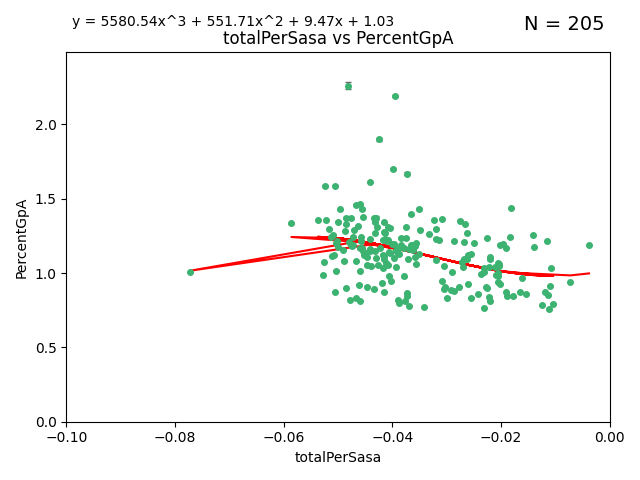 y = 5580.54x^3 + 551.71x^2 + 9.47x + 1.03
N = 205
totalPerSasa vs PercentGpA
PercentGpA
2.0
1.5
1.0
0.5
0.0
−0.10 −0.08 −0.06 −0.04 −0.02 0.00
totalPerSasa